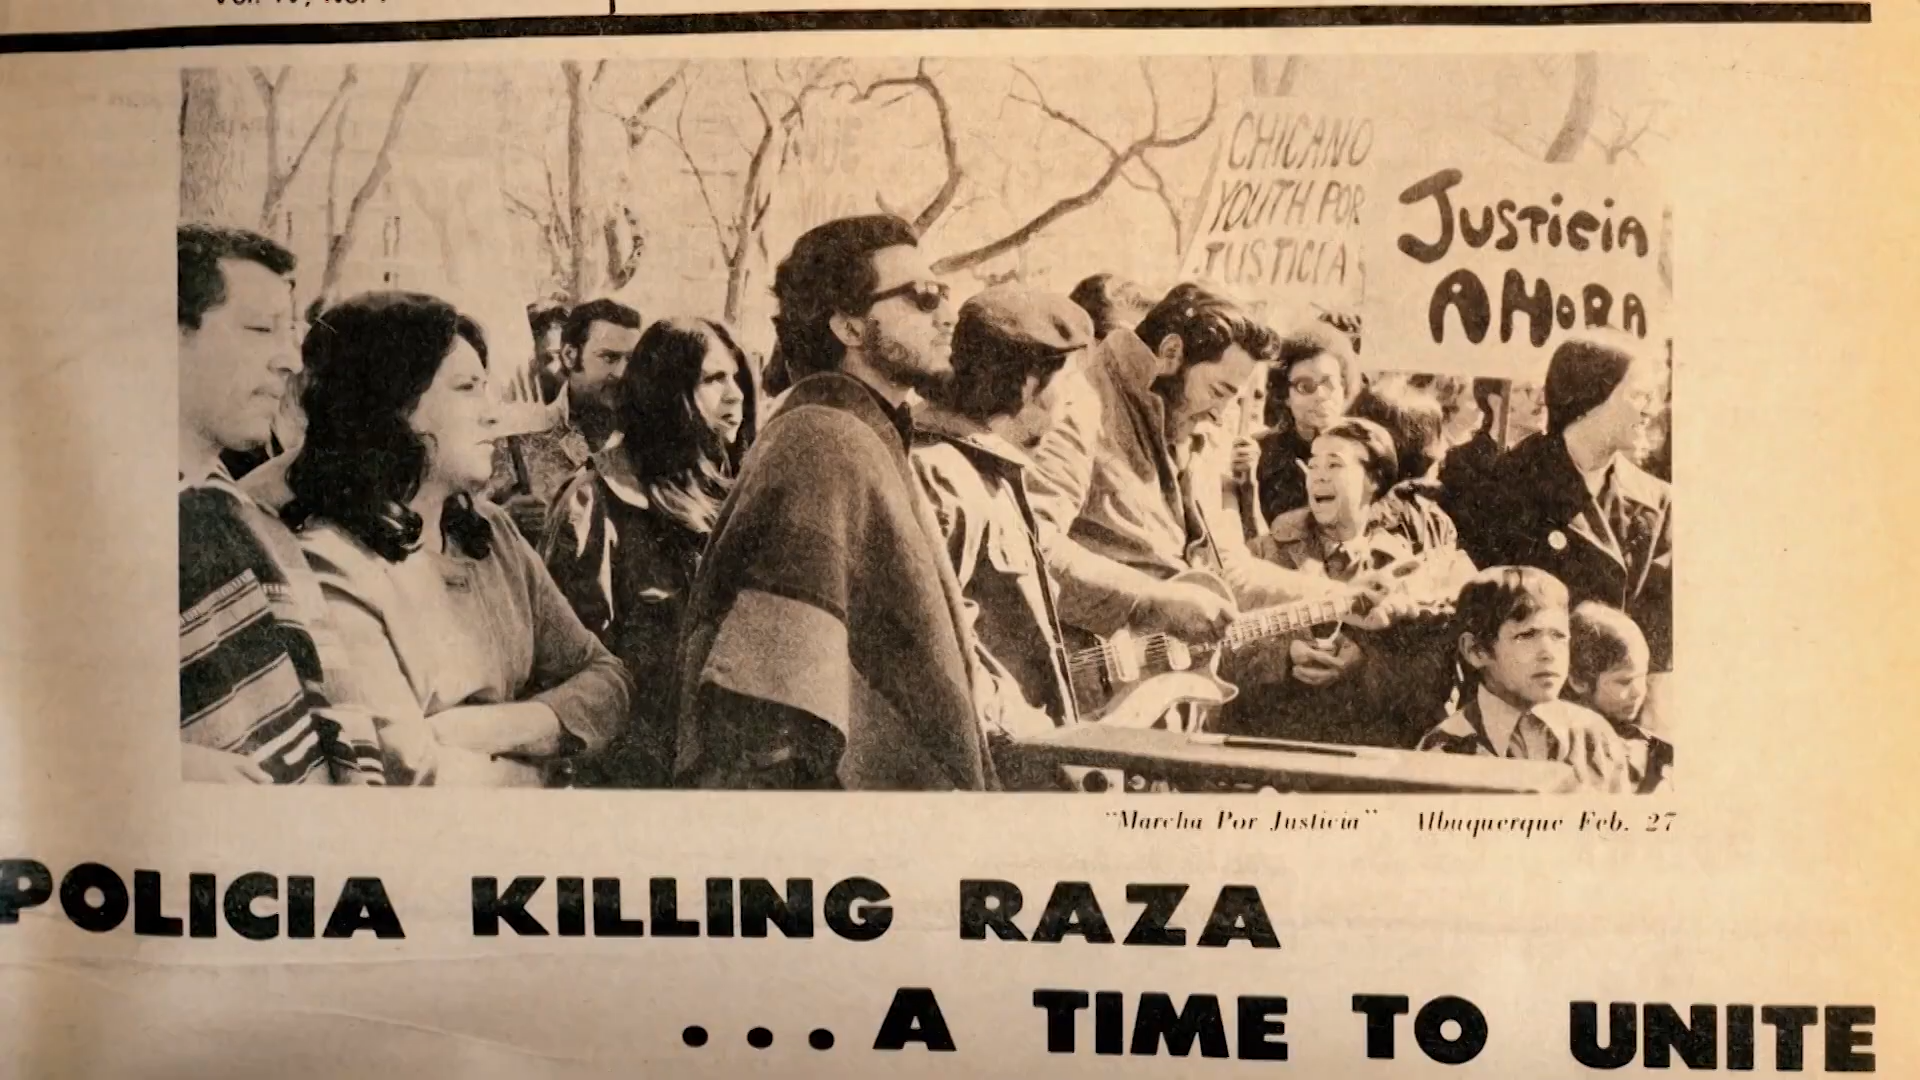 CHICANO
YOUTH POR
JUSTICIA
JUSTICIA
AHORA
"Marcha Por Justicia" Albuquerque Feb. 27
POLICIA KILLING RAZA
...A TIME TO UNITE